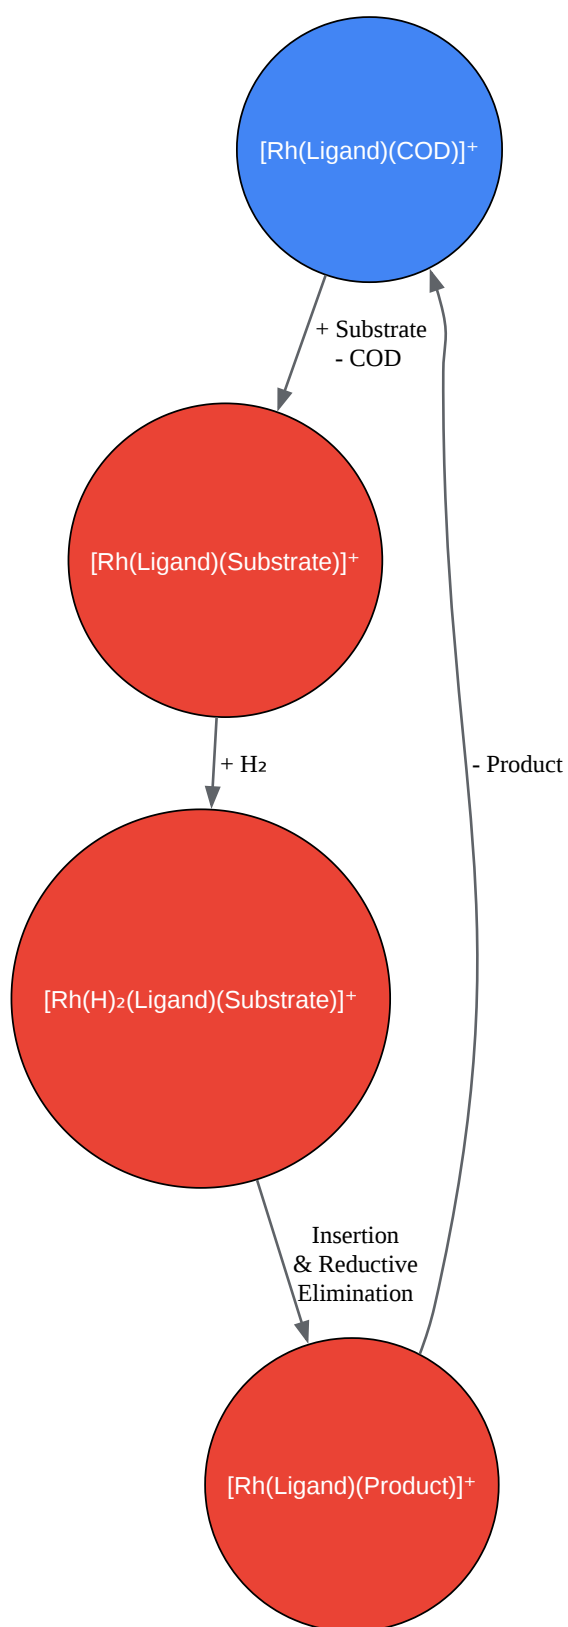 [Rh(Ligand)(COD)]⁺
+ Substrate
- COD
[Rh(Ligand)(Substrate)]⁺
+ H₂
- Product
[Rh(H)₂(Ligand)(Substrate)]⁺
Insertion
& Reductive
Elimination
[Rh(Ligand)(Product)]⁺